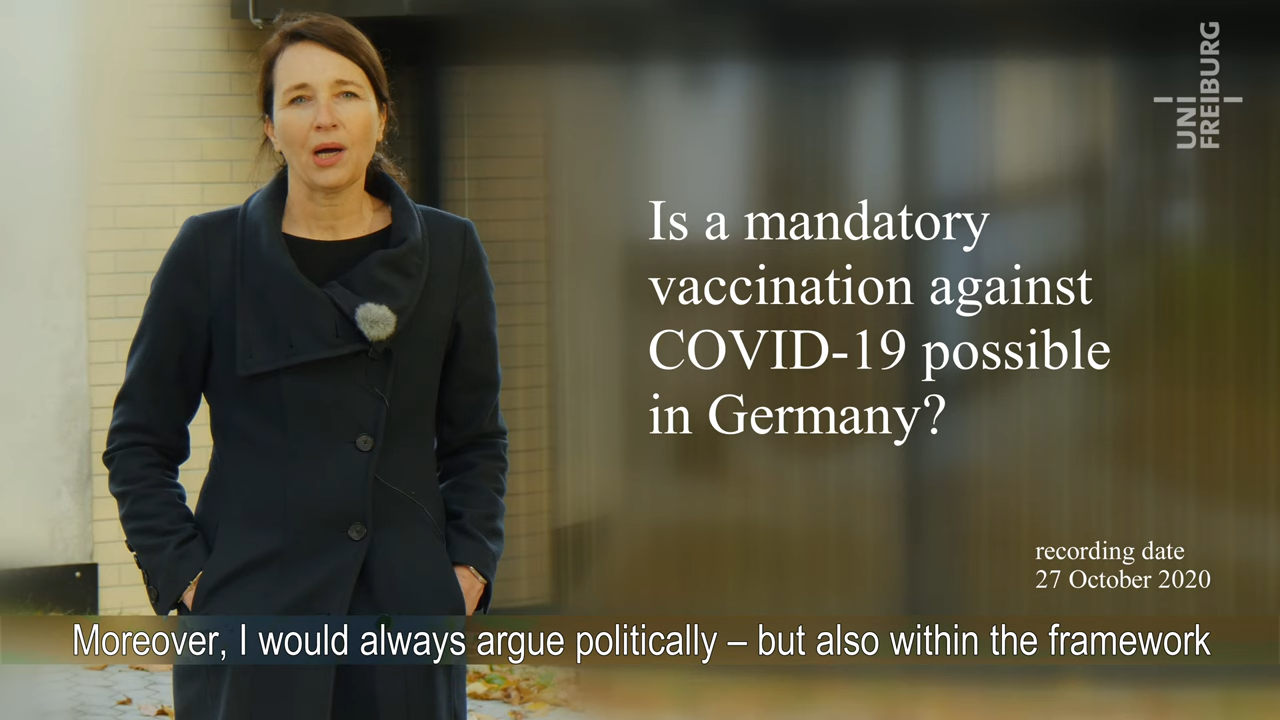 UNI
FREIBURG
Is a mandatory
vaccination against
COVID-19 possible
in Germany?
recording date
27 October 2020
Moreover, I would always argue politically – but also within the framework